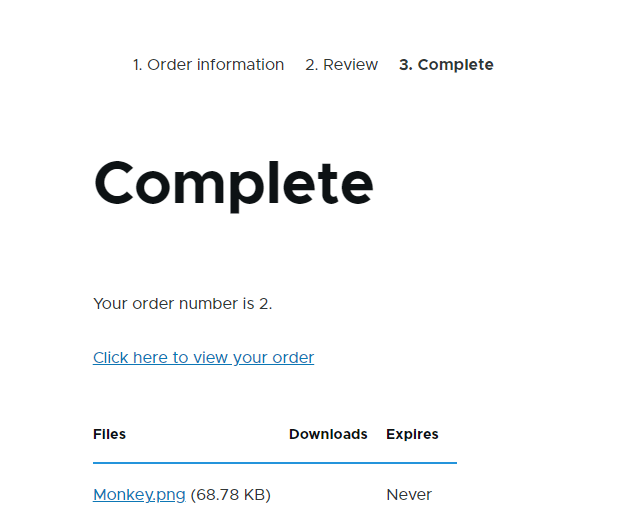 1. Order information 2. Review 3. Complete
Complete
Your order number is 2.
Click here to view your order
Files Downloads Expires
Monkey.png (68.78 KB) Never